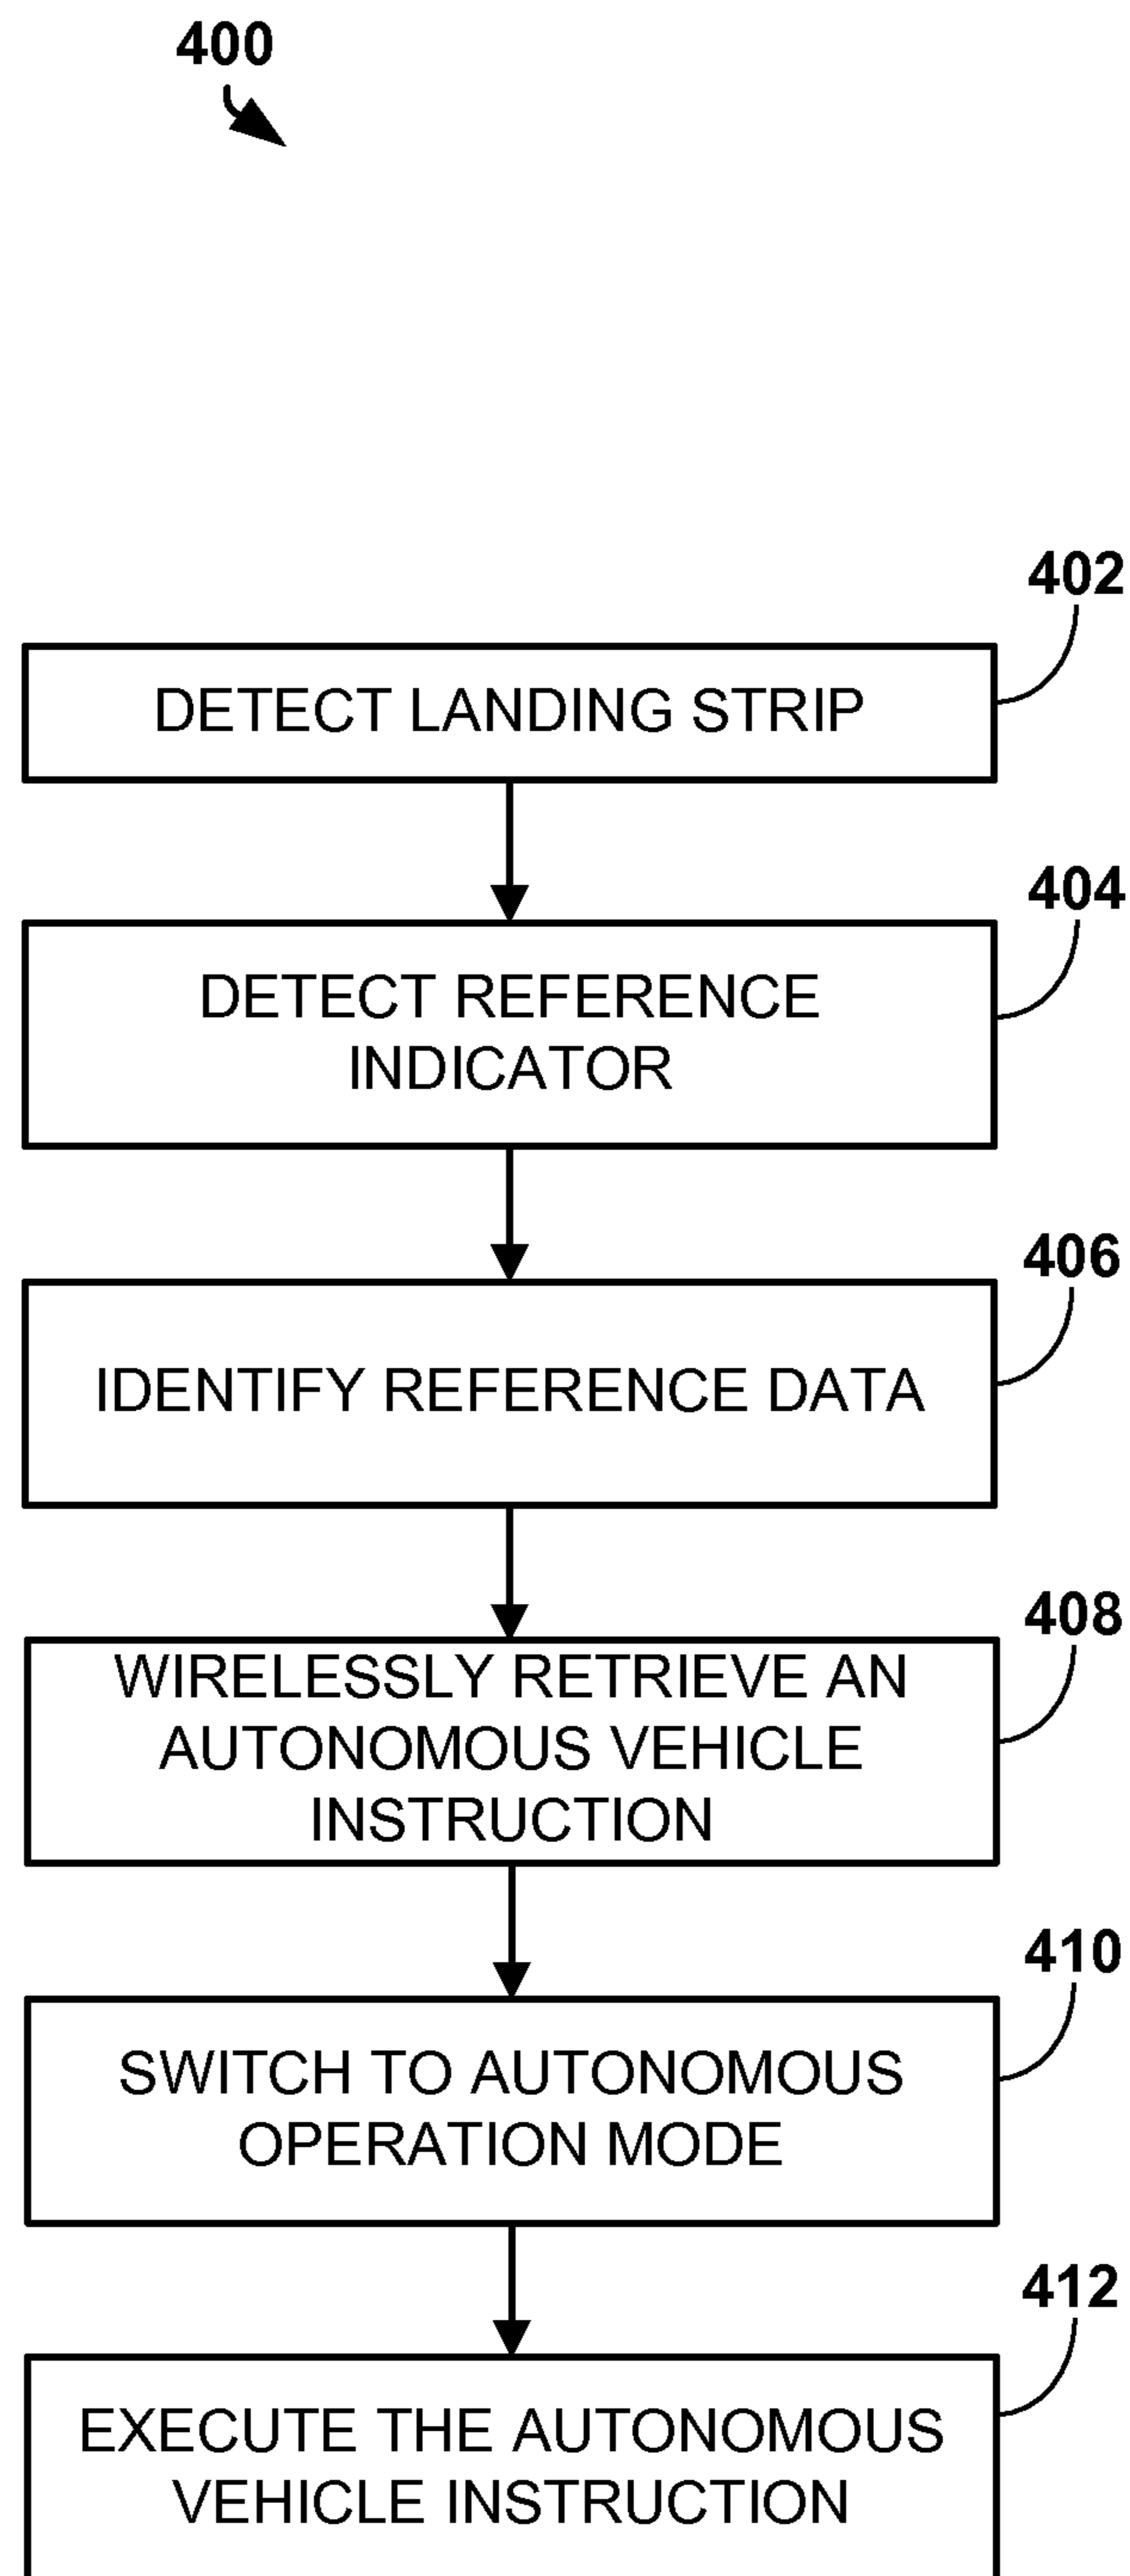 400
402
DETECT LANDING STRIP
404
DETECT REFERENCE
INDICATOR
406
IDENTIFY REFERENCE DATA
408
WIRELESSLY RETRIEVE AN
AUTONOMOUS VEHICLE
INSTRUCTION
410
SWITCH TO AUTONOMOUS
OPERATION MODE
412
EXECUTE THE AUTONOMOUS
VEHICLE INSTRUCTION